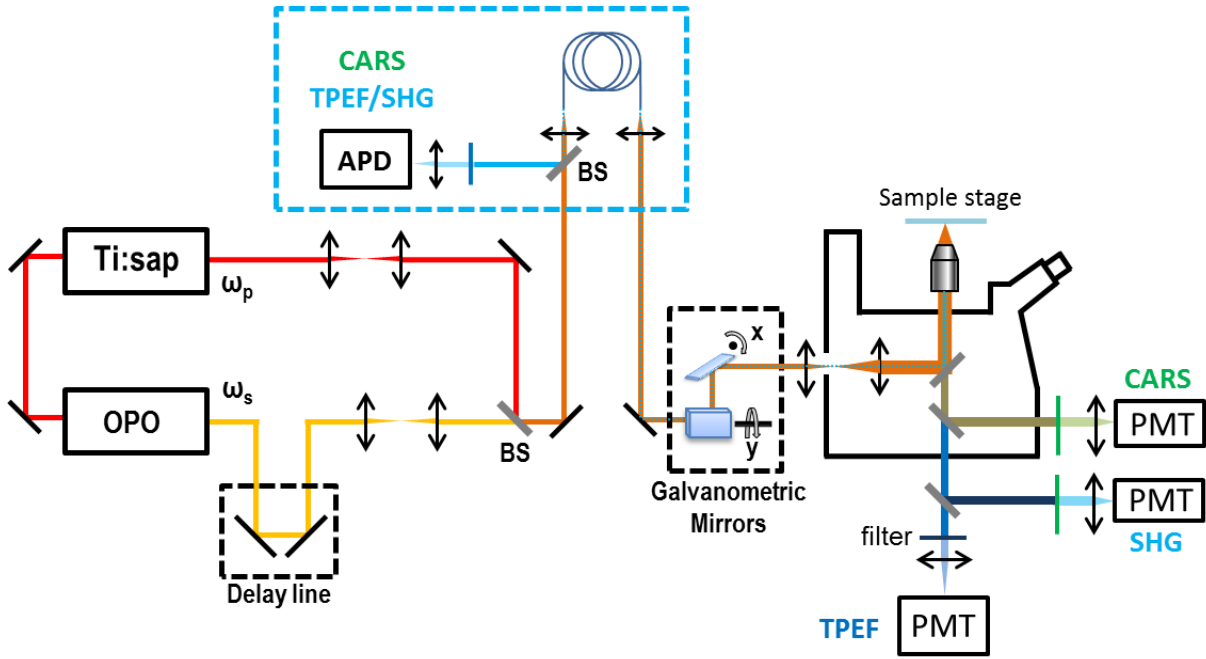 CARS
TPEF/SHG
APD
BS
Sample stage
Ti:sap
ωp
x
ωs
OPO
BS
y
CARS
PMT
Galvanometric
Mirrors
PMT
SHG
filter
Delay line
TPEF
PMT